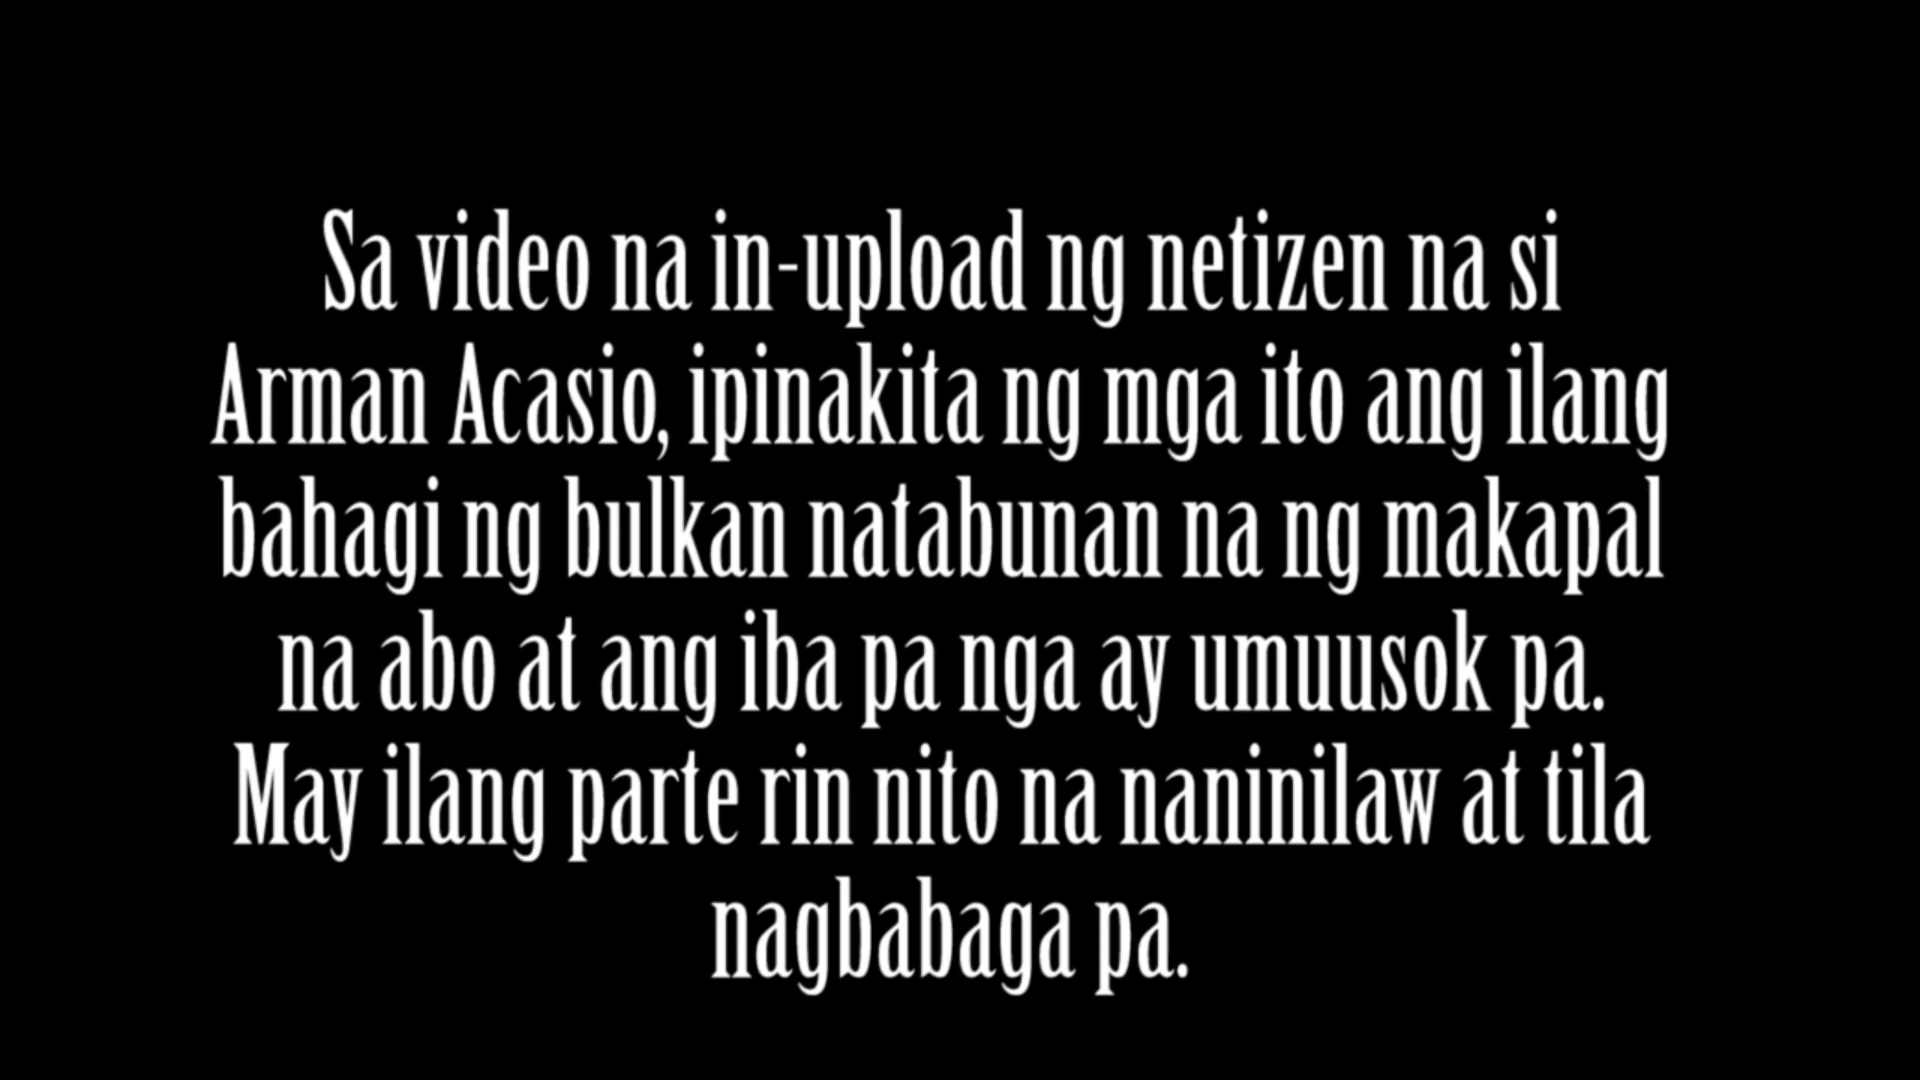 Sa video na in-upload ng netizen na si
Arman Acasio, ipinakita ng mga ito ang ilang
bahagi ng bulkan natabunan na ng makapal
na abo at ang iba pa nga ay umuusok pa.
May ilang parte rin nito na naninilaw at tila
nagbabaga pa.